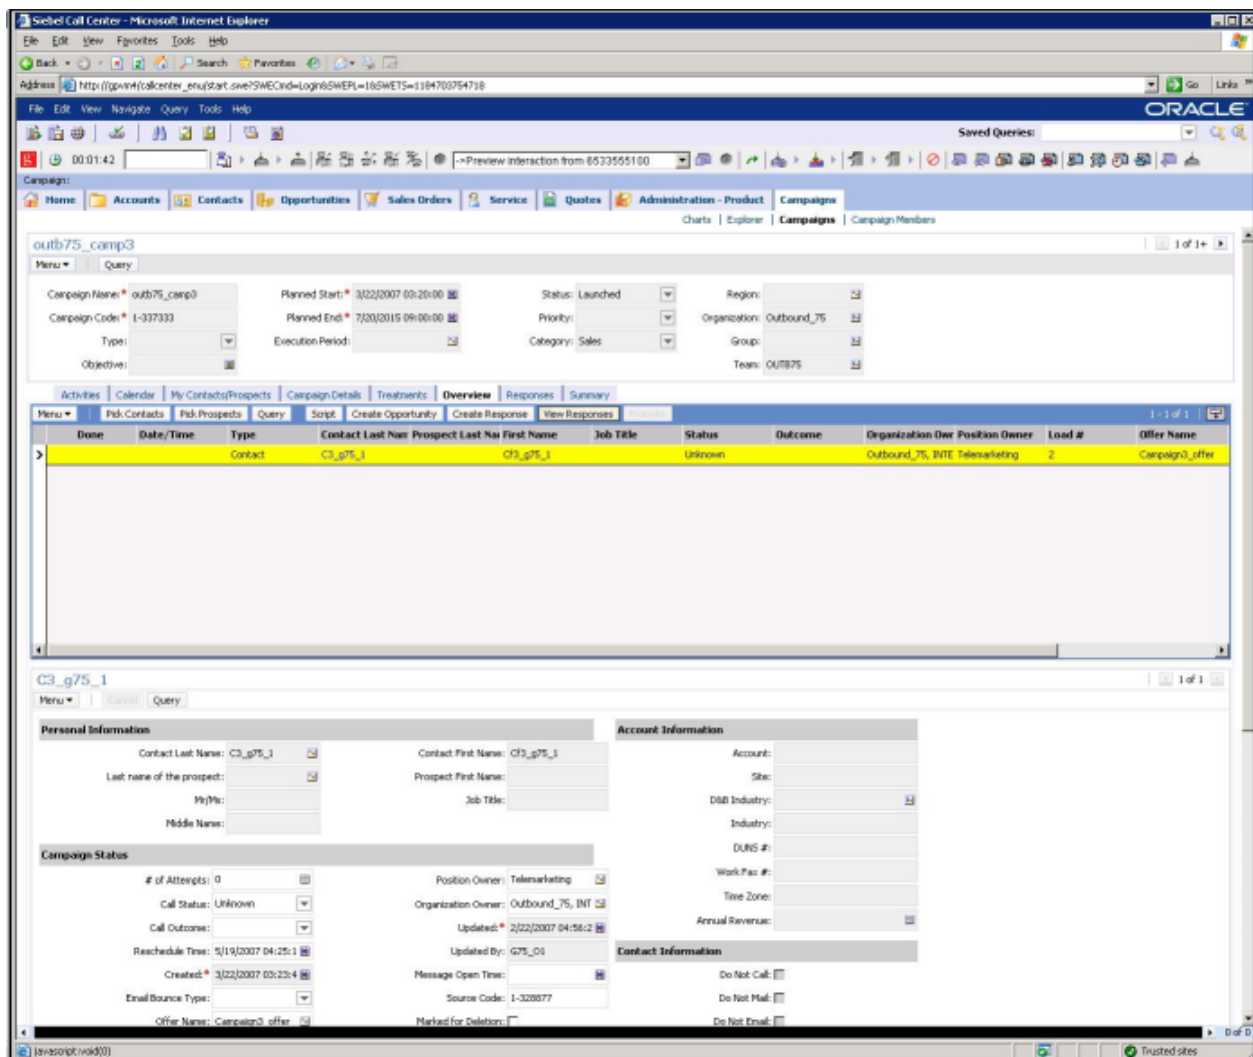 Siebel Call Center - Microsoft Internet Explorer
File Edit View Favorites Tools Help
Back Search Favorites
Address http://gpvm4/callcenter_enu/start.swe?SWECmd=Login&SWEPL=1&SWETS=1184703754718 Go Links »
File Edit View Navigate Query Tools Help ORACLE
Saved Queries:
00:01:42 ->Preview interaction from 6533555100
Campaign:
Home Accounts Contacts Opportunities Sales Orders Service Quotes Administration - Product Campaigns
Charts | Explorer | Campaigns | Campaign Members
outb75_camp3 1 of 1+
Menu Query
Campaign Name:* outb75_camp3 Planned Start:* 3/22/2007 03:20:00 Status: Launched Region:
Campaign Code:* 1-337333 Planned End:* 7/20/2015 09:00:00 Priority: Organization: Outbound_75
Type: Execution Period: Category: Sales Group:
Objective: Team: OUTB75
Activities Calendar My Contacts/Prospects Campaign Details Treatments Overview Responses Summary
Menu Pick Contacts Pick Prospects Query Script Create Opportunity Create Response View Responses Promote 1 - 1 of 1
Done Date/Time Type Contact Last Nam Prospect Last Nam First Name Job Title Status Outcome Organization Owr Position Owner Load # Offer Name
Contact C3_g75_1 Cf3_g75_1 Unknown Outbound_75, INTE Telemarketing 2 Campaign3_offer
C3_g75_1 1 of 1
Menu Cancel Query
Personal Information Account Information
Contact Last Name: C3_g75_1 Contact First Name: Cf3_g75_1 Account:
Last name of the prospect: Prospect First Name: Site:
Mr/Ms: Job Title: D&B Industry:
Middle Name: Industry:
Campaign Status DUNS #:
# of Attempts: 0 Position Owner: Telemarketing Work Fax #:
Call Status: Unknown Organization Owner: Outbound_75, INT Time Zone:
Call Outcome: Updated:* 2/22/2007 04:56:2 Annual Revenue:
Reschedule Time: 5/19/2007 04:25:1 Updated By: G75_O1 Contact Information
Created:* 3/22/2007 03:23:4 Message Open Time: Do Not Call:
Email Bounce Type: Source Code: 1-328877 Do Not Mail:
Offer Name: Campaign3_offer Marked for Deletion: Do Not Email:
0 of 0
javascript:void(0) Trusted sites